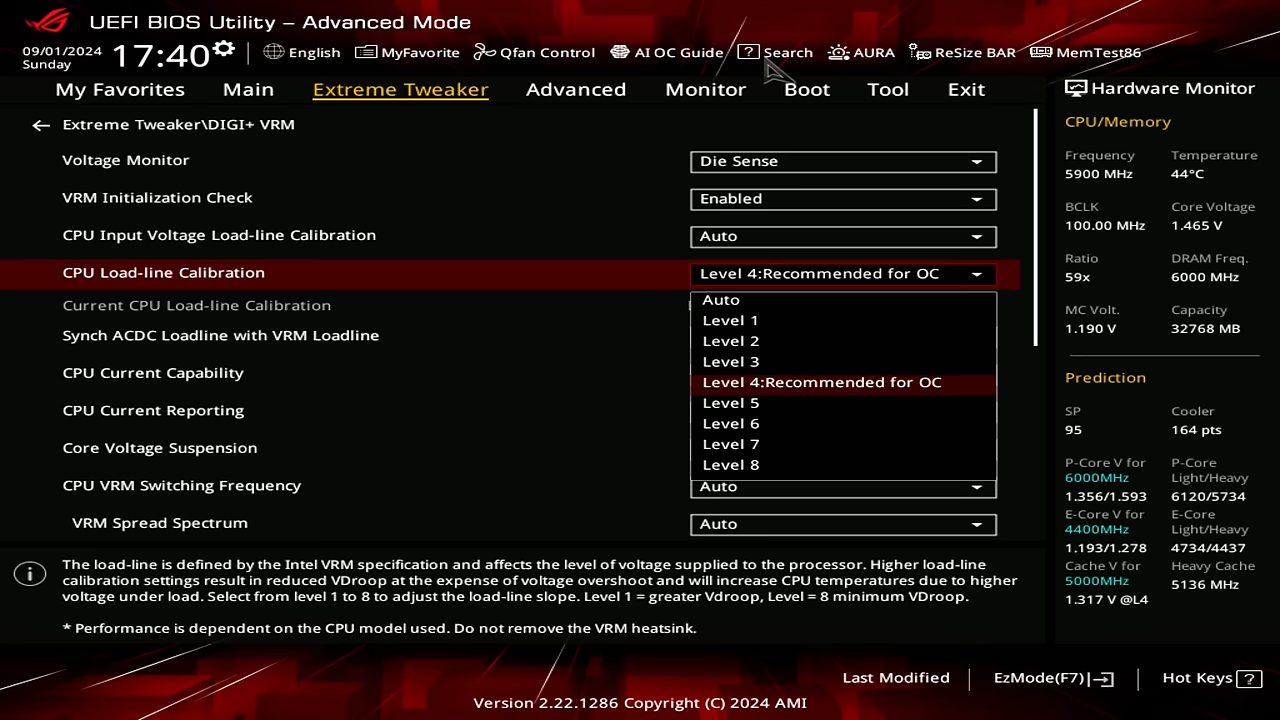 UEFI BIOS Utility – Advanced Mode
09/01/2024
Sunday
17:40
English
MyFavorite
Qfan Control
AI OC Guide
? Search
AURA
ReSize BAR
MemTest86
My Favorites
Main
Extreme Tweaker
Advanced
Monitor
Boot
Tool
Exit
Extreme Tweaker\DIGI+ VRM
Voltage Monitor
Die Sense
VRM Initialization Check
Enabled
CPU Input Voltage Load-line Calibration
Auto
CPU Load-line Calibration
Level 4:Recommended for OC
Auto
Level 1
Level 2
Level 3
Level 4:Recommended for OC
Level 5
Level 6
Level 7
Level 8
Current CPU Load-line Calibration
Synch ACDC Loadline with VRM Loadline
CPU Current Capability
CPU Current Reporting
Core Voltage Suspension
CPU VRM Switching Frequency
Auto
VRM Spread Spectrum
Auto
The load-line is defined by the Intel VRM specification and affects the level of voltage supplied to the processor. Higher load-line
calibration settings result in reduced VDroop at the expense of voltage overshoot and will increase CPU temperatures due to higher
voltage under load. Select from level 1 to 8 to adjust the load-line slope. Level 1 = greater Vdroop, Level = 8 minimum VDroop.
* Performance is dependent on the CPU model used. Do not remove the VRM heatsink.
Hardware Monitor
CPU/Memory
Frequency Temperature
5900 MHz 44°C
BCLK Core Voltage
100.00 MHz 1.465 V
Ratio DRAM Freq.
59x 6000 MHz
MC Volt. Capacity
1.190 V 32768 MB
Prediction
SP Cooler
95 164 pts
P-Core V for P-Core
6000MHz Light/Heavy
1.356/1.593 6120/5734
E-Core V for E-Core
4400MHz Light/Heavy
1.193/1.278 4734/4437
Cache V for Heavy Cache
5000MHz 5136 MHz
1.317 V @L4
Last Modified
EzMode(F7)
Hot Keys ?
Version 2.22.1286 Copyright (C) 2024 AMI